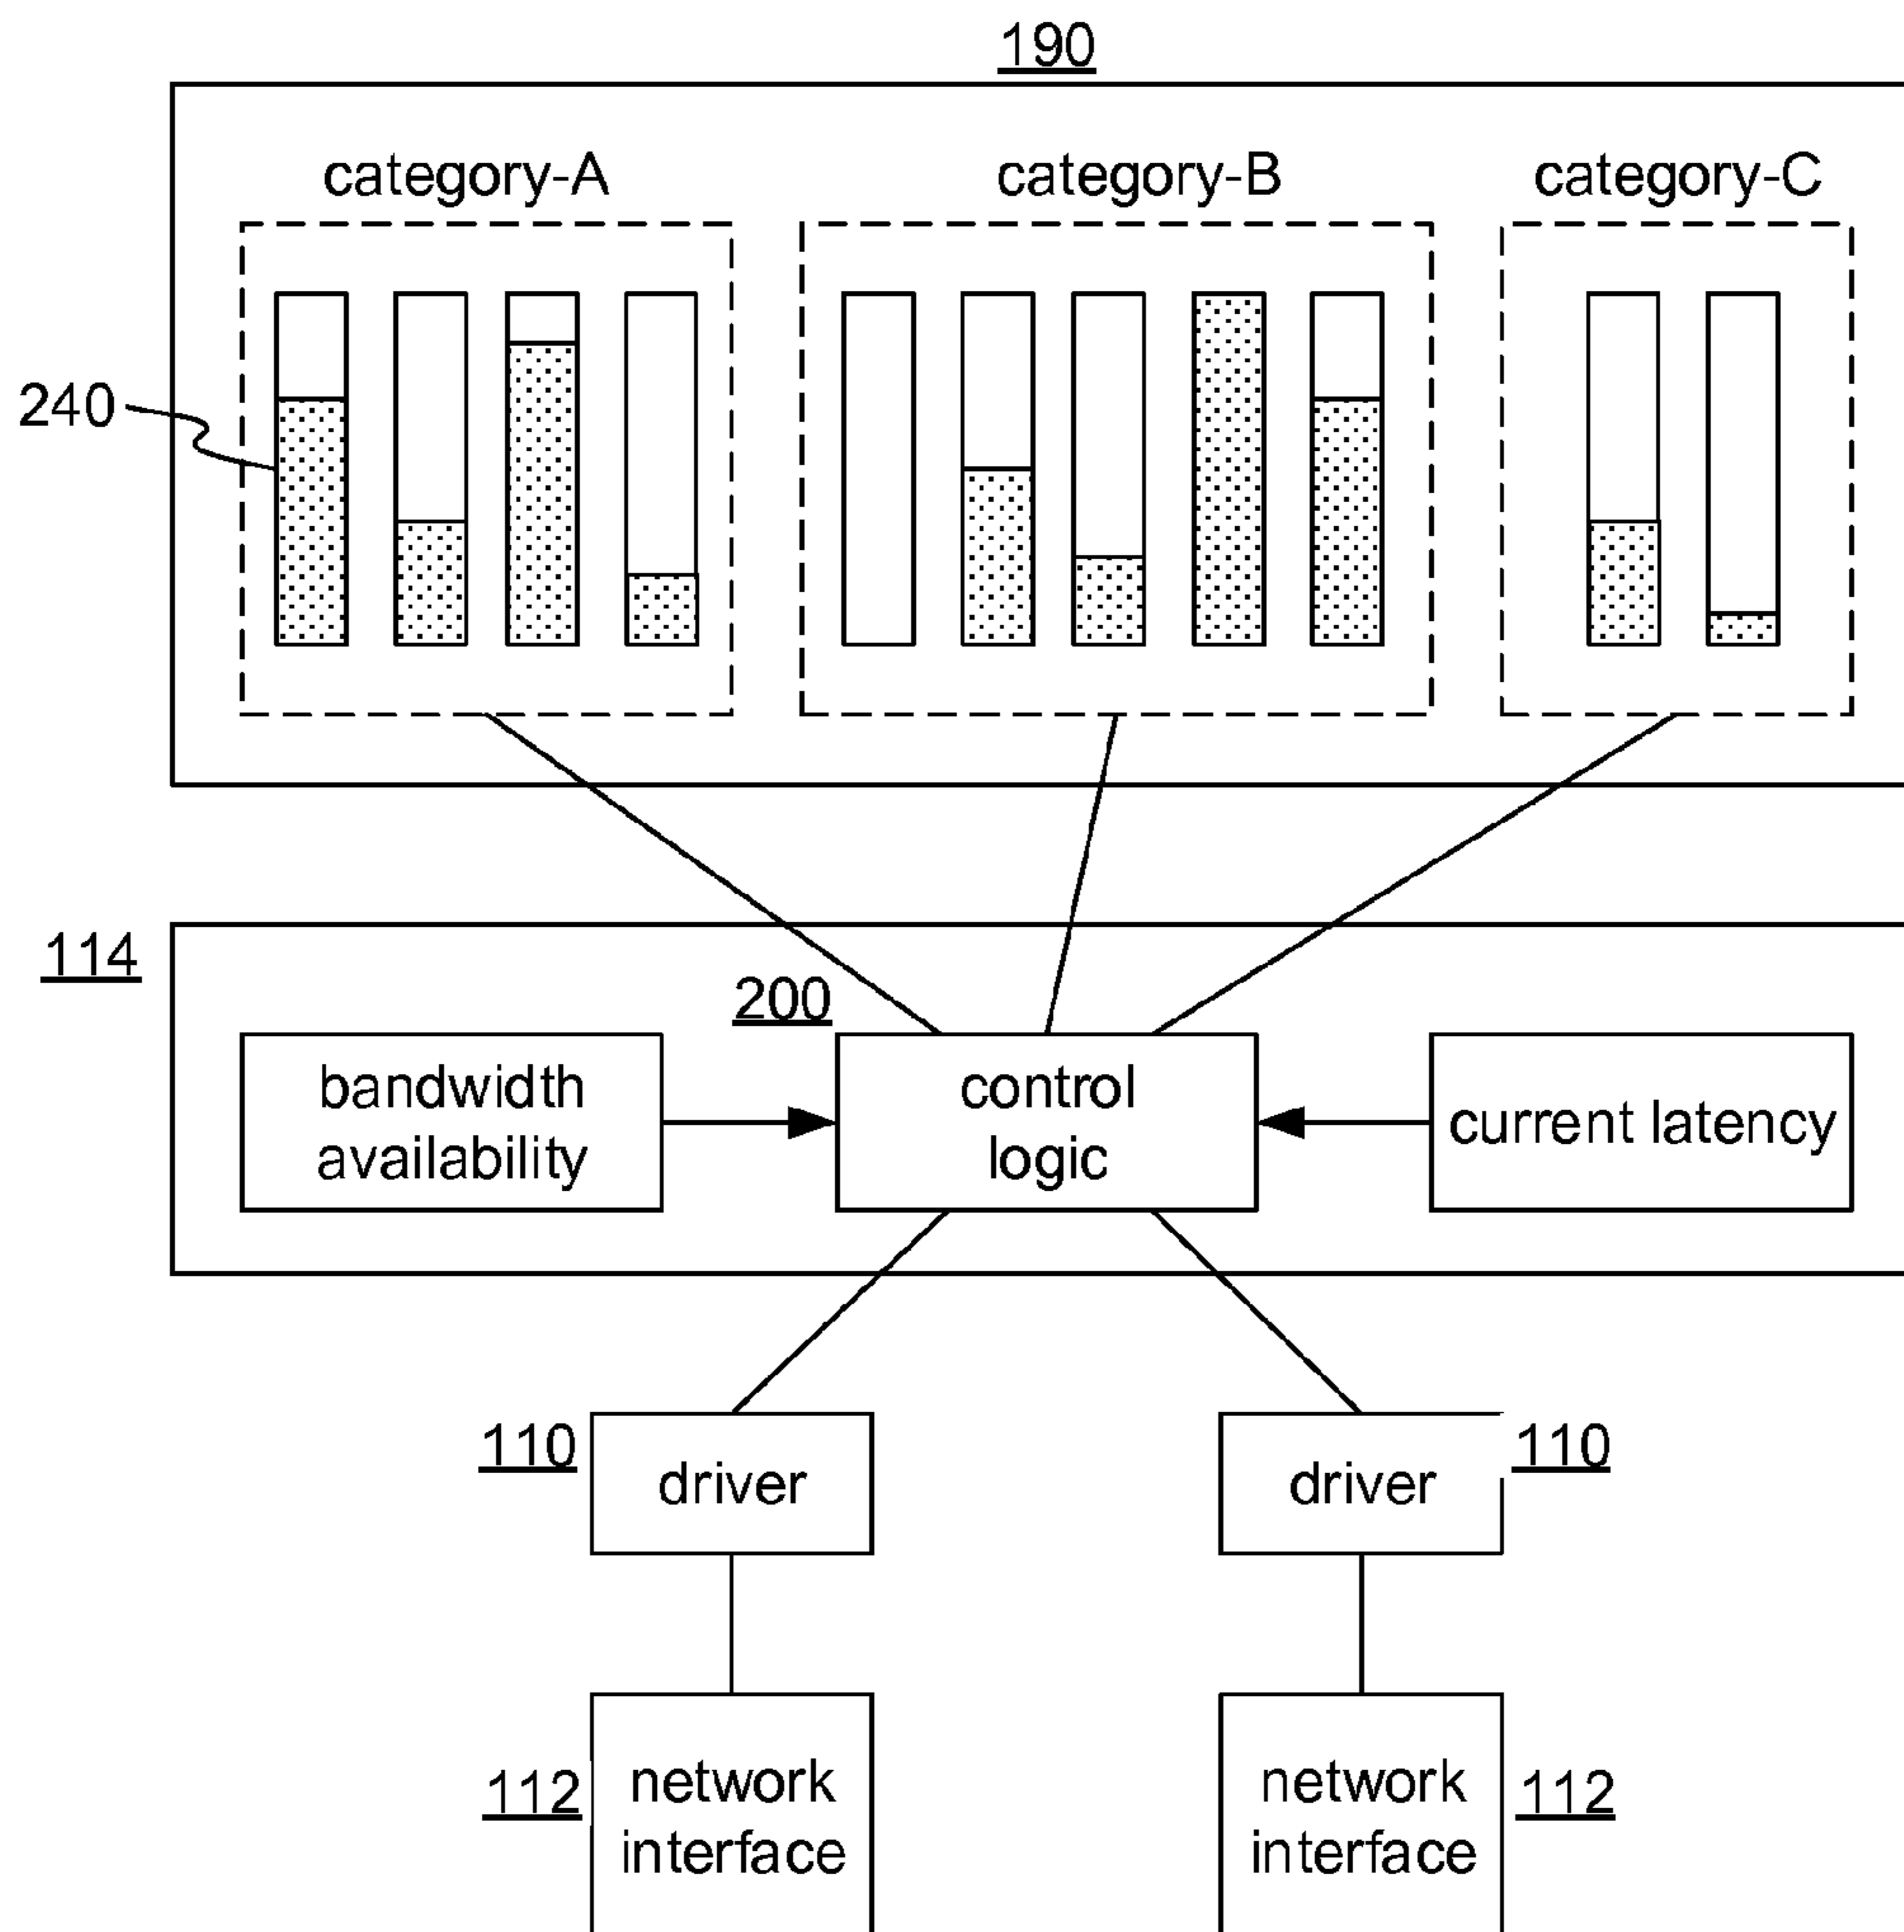 190
category-A
category-B
category-C
240
114
200
bandwidth
availability
control
logic
current latency
110
driver
driver
110
112
network
interface
network
interface
112